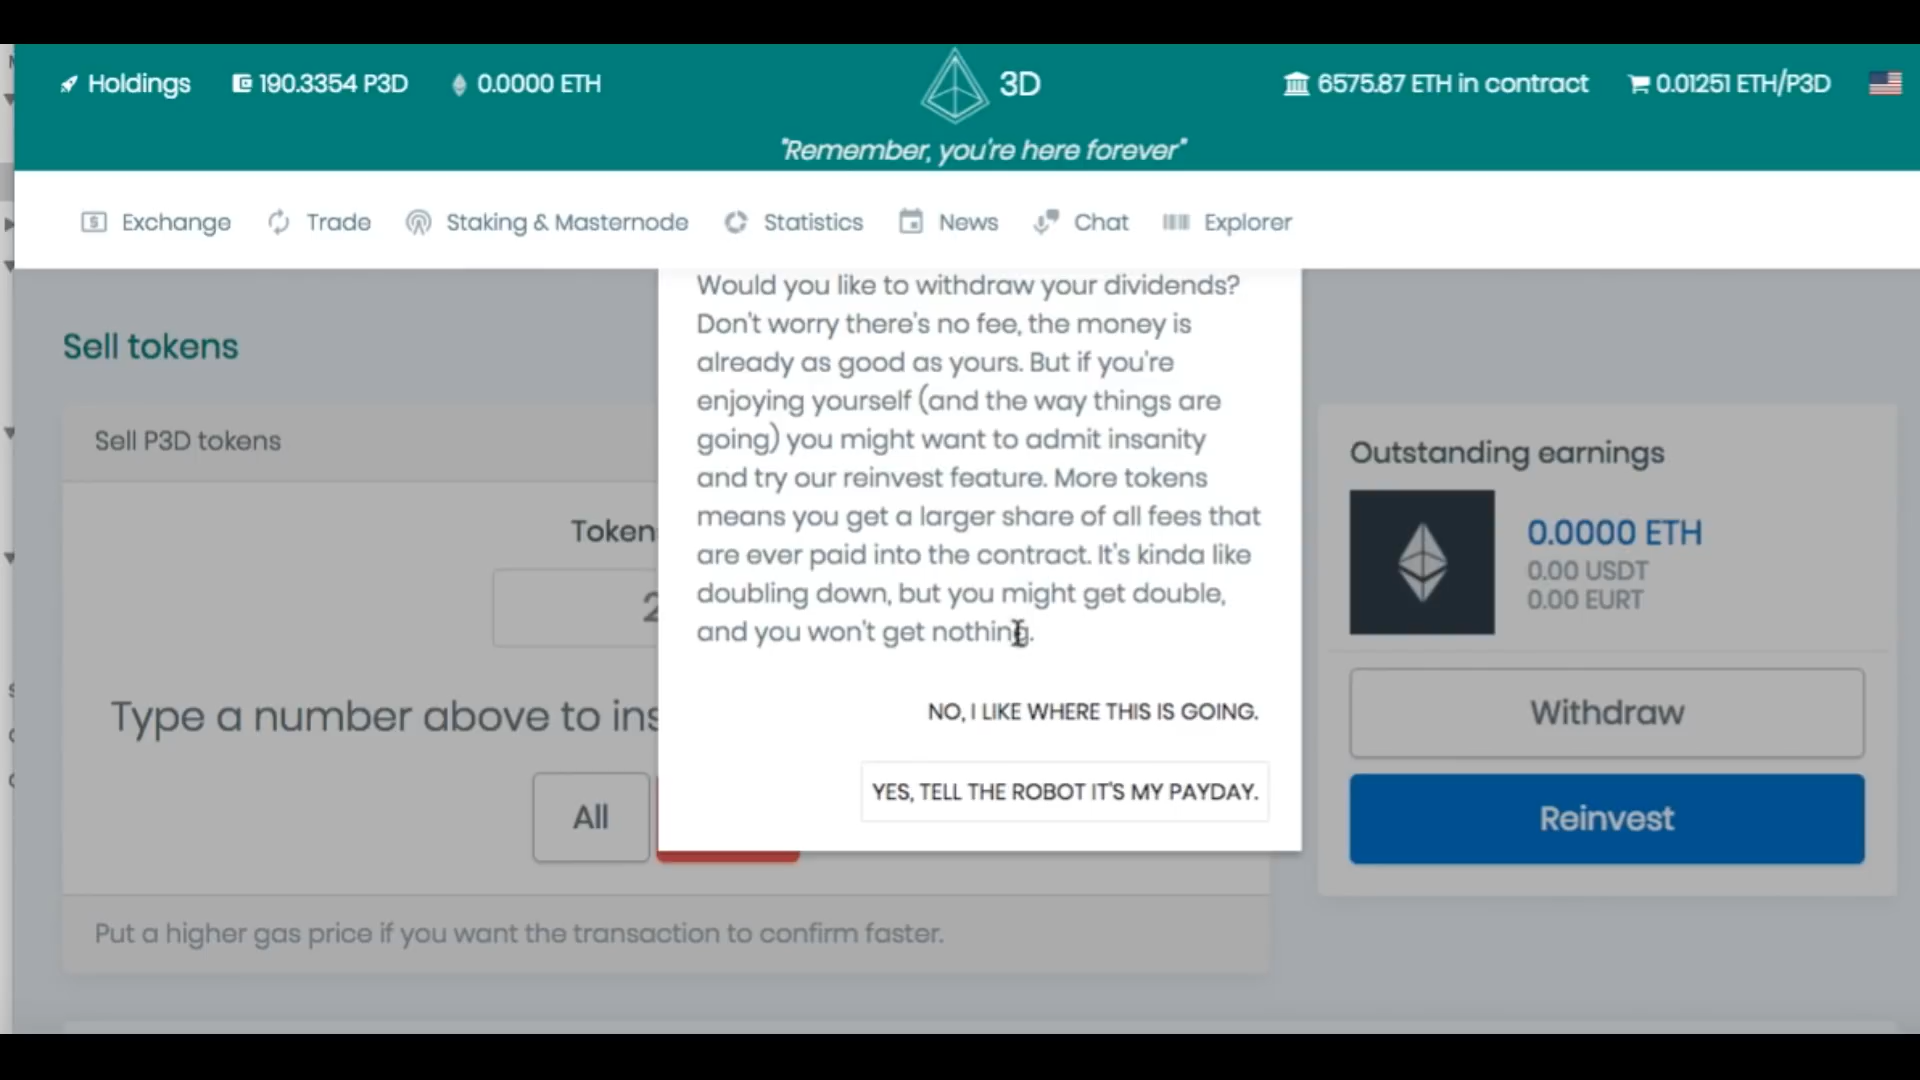 Holdings
190.3354 P3D
0.0000 ETH
3D
6575.87 ETH in contract
0.01251 ETH/P3D
"Remember, you're here forever"
Exchange
Trade
Staking & Masternode
Statistics
News
Chat
Explorer
Would you like to withdraw your dividends?
Don't worry there's no fee, the money is
already as good as yours. But if you're
enjoying yourself (and the way things are
going) you might want to admit insanity
and try our reinvest feature. More tokens
means you get a larger share of all fees that
are ever paid into the contract. It's kinda like
doubling down, but you might get double,
and you won't get nothing.
NO, I LIKE WHERE THIS IS GOING.
YES, TELL THE ROBOT IT'S MY PAYDAY.
Sell tokens
Sell P3D tokens
Token
2
Type a number above to ins
All
Put a higher gas price if you want the transaction to confirm faster.
Outstanding earnings
0.0000 ETH
0.00 USDT
0.00 EURT
Withdraw
Reinvest